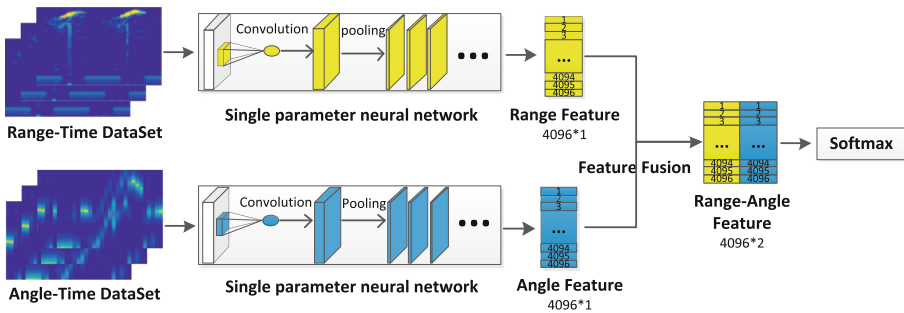 Convolution
pooling
Range-Time DataSet
Single parameter neural network
1
2
3
...
4094
4095
4096
Range Feature
4096*1
Feature Fusion
Convolution
Pooling
Angle-Time DataSet
Single parameter neural network
1
2
3
...
4094
4095
4096
Angle Feature
4096*1
1 1
2 2
3 3
... ...
4094 4094
4095 4095
4096 4096
Range-Angle
Feature
4096*2
Softmax